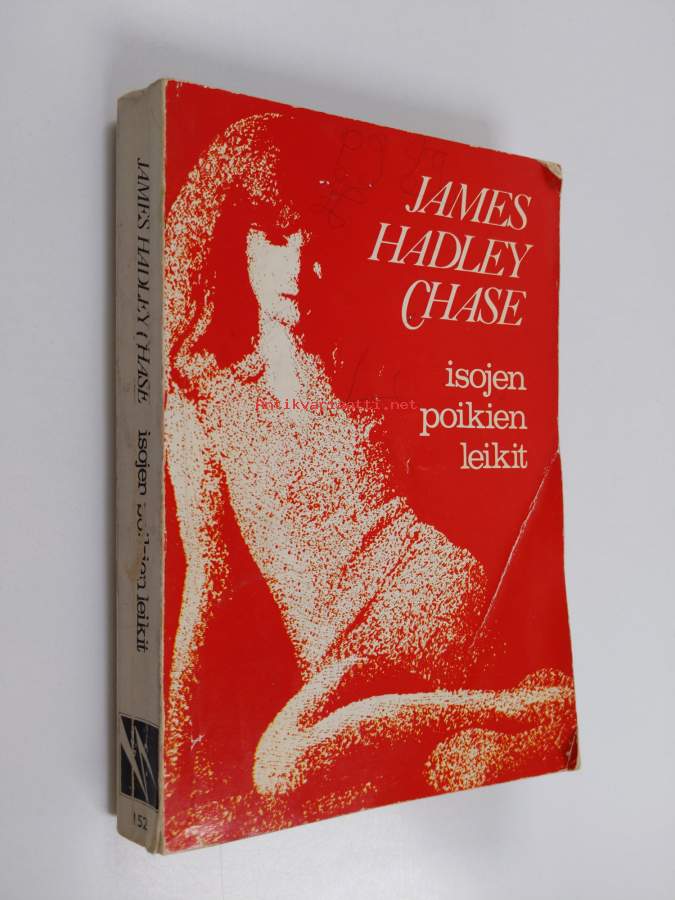 JAMES
HADLEY
CHASE
isojen
poikien
leikit
Antikvariaatti.net
JAMES HADLEY CHASE isojen poikien leikit
152